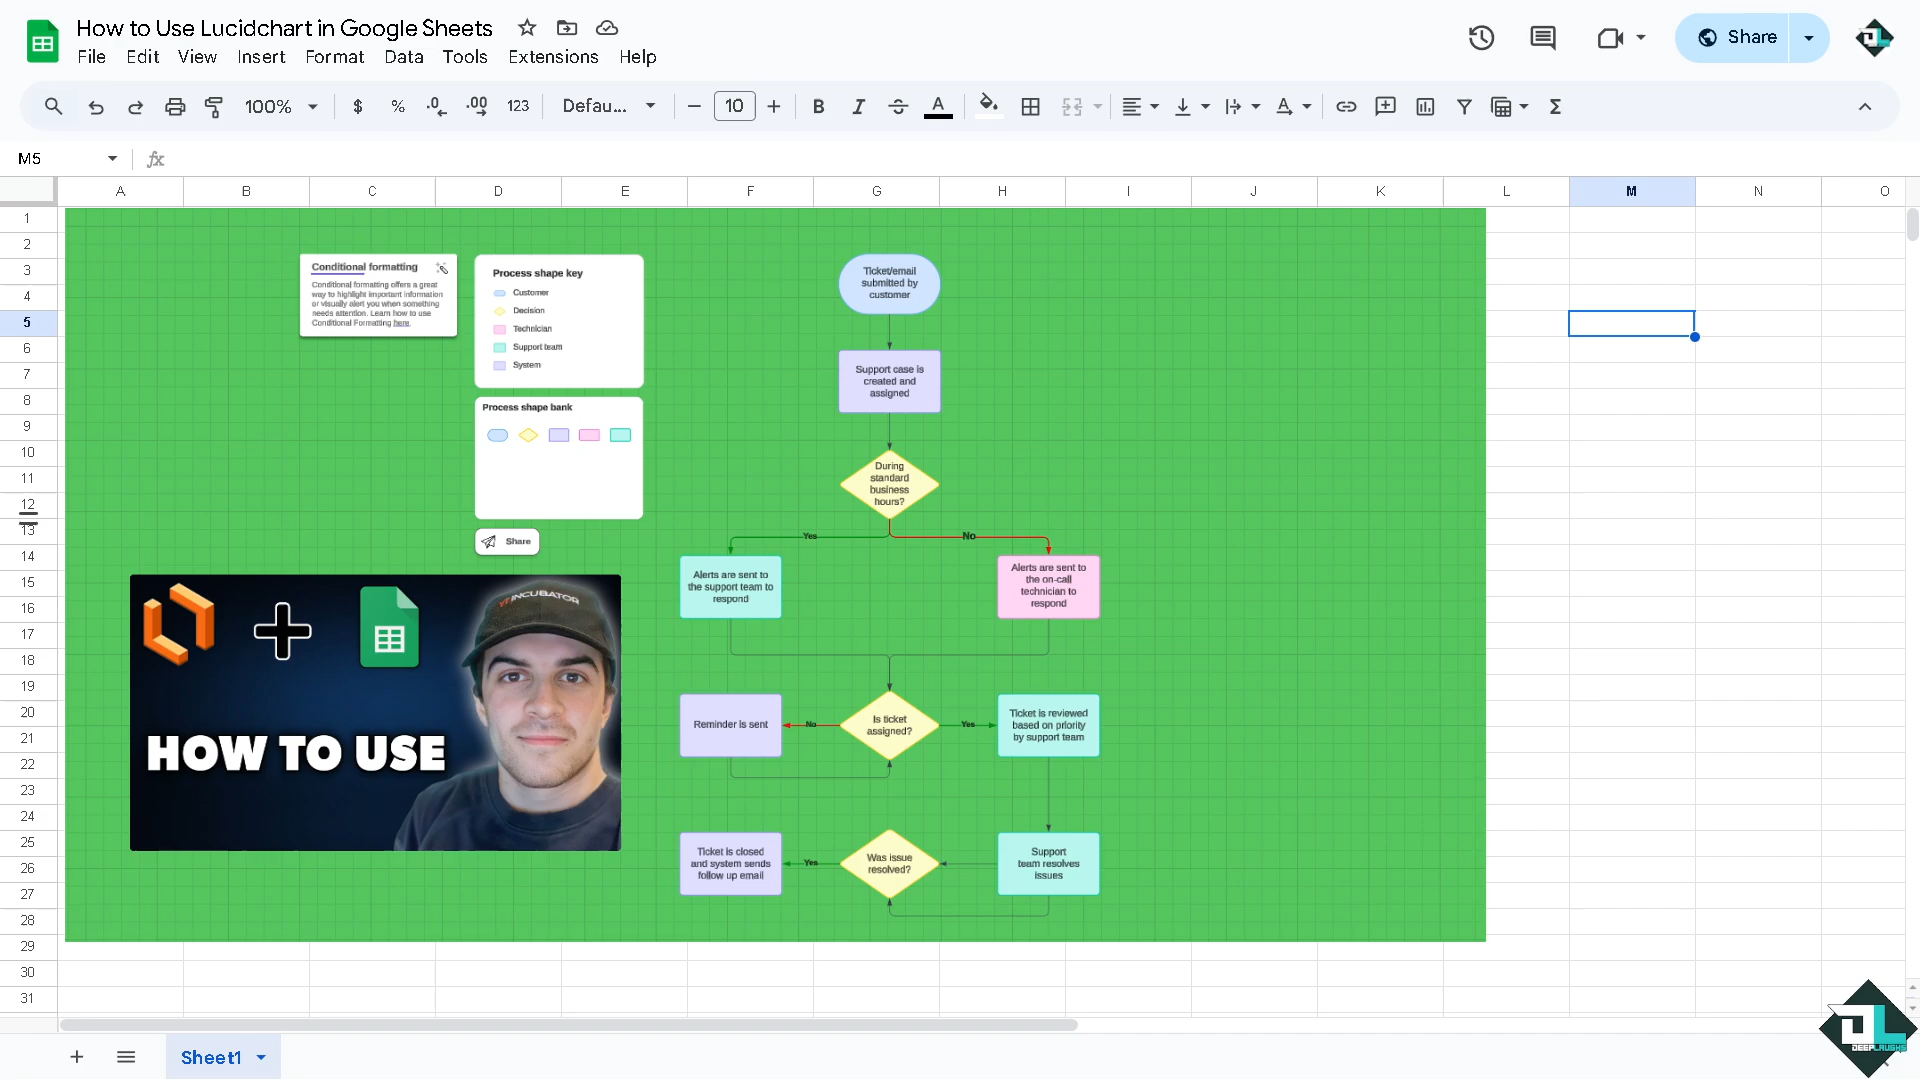 How to Use Lucidchart in Google Sheets
File Edit View Insert Format Data Tools Extensions Help
Share
100% $ % .0 .00 123 Defau... 10 B I A
M5 fx
A B C D E F G H I J K L M N O
1
2
3
4
5
6
7
8
9
10
11
12
13
14
15
16
17
18
19
20
21
22
23
24
25
26
27
28
29
30
31
Conditional formatting
Conditional formatting offers a great
way to highlight important information
or visually alert you when something
needs attention. Learn how to use
Conditional Formatting here.
Process shape key
Customer
Decision
Technician
Support team
System
Process shape bank
Share
YT INCUBATOR
HOW TO USE
Ticket/email
submitted by
customer
Support case is
created and
assigned
During
standard
business
hours?
Yes
No
Alerts are sent to
the support team to
respond
Alerts are sent to
the on-call
technician to
respond
Reminder is sent
No
Is ticket
assigned?
Yes
Ticket is reviewed
based on priority
by support team
Ticket is closed
and system sends
follow up email
Yes
Was issue
resolved?
Support
team resolves
issues
Sheet1
DEEPLAUGHS